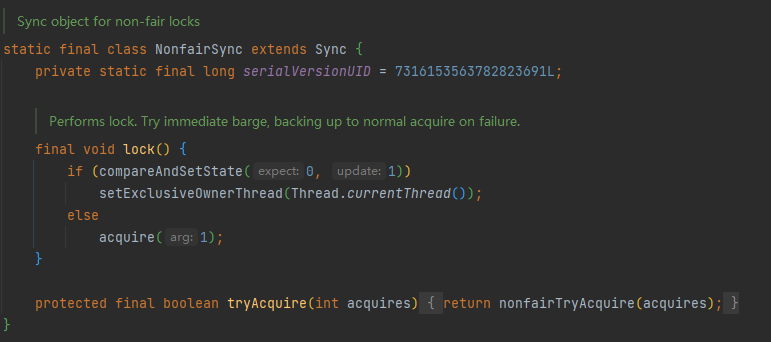 Sync object for non-fair locks
static final class NonfairSync extends Sync {
private static final long serialVersionUID = 7316153563782823691L;
Performs lock. Try immediate barge, backing up to normal acquire on failure.
final void lock() {
if (compareAndSetState( expect: 0, update: 1))
setExclusiveOwnerThread(Thread.currentThread());
else
acquire( arg: 1);
}
protected final boolean tryAcquire(int acquires) { return nonfairTryAcquire(acquires); }
}